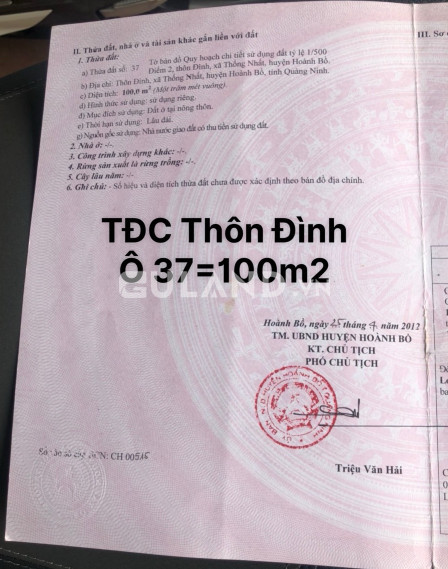 II. Thửa đất, nhà ở và tài sản khác gắn liền với đất
III. Sơ
1. Thửa đất:
Tờ bản đồ Quy hoạch chi tiết sử dụng đất tỷ lệ 1/500
a) Thửa đất số: 37 Điểm 2, thôn Đình, xã Thống Nhất, huyện Hoành Bồ.
b) Địa chỉ: Thôn Đình, xã Thống Nhất, huyện Hoành Bồ, tỉnh Quảng Ninh.
c) Diện tích: 100,0 m² (Một trăm mét vuông).
d) Hình thức sử dụng: sử dụng riêng.
đ) Mục đích sử dụng: Đất ở tại nông thôn.
e) Thời hạn sử dụng: Lâu dài.
g) Nguồn gốc sử dụng: Nhà nước giao đất có thu tiền sử dụng đất.
2. Nhà ở: -/-.
3. Công trình xây dựng khác: -/-.
4. Rừng sản xuất là rừng trồng: -/-.
5. Cây lâu năm: -/-.
6. Ghi chú: - Số hiệu và diện tích thửa đất chưa được xác định theo bản đồ địa chính.
TĐC Thôn Đình
Ô 37=100m2
GULAND.VN
Hoành Bồ, ngày 25 tháng 4 năm 2012
TM. UBND HUYỆN HOÀNH BỒ
KT. CHỦ TỊCH
PHÓ CHỦ TỊCH
Triệu Văn Hải
CH 00515